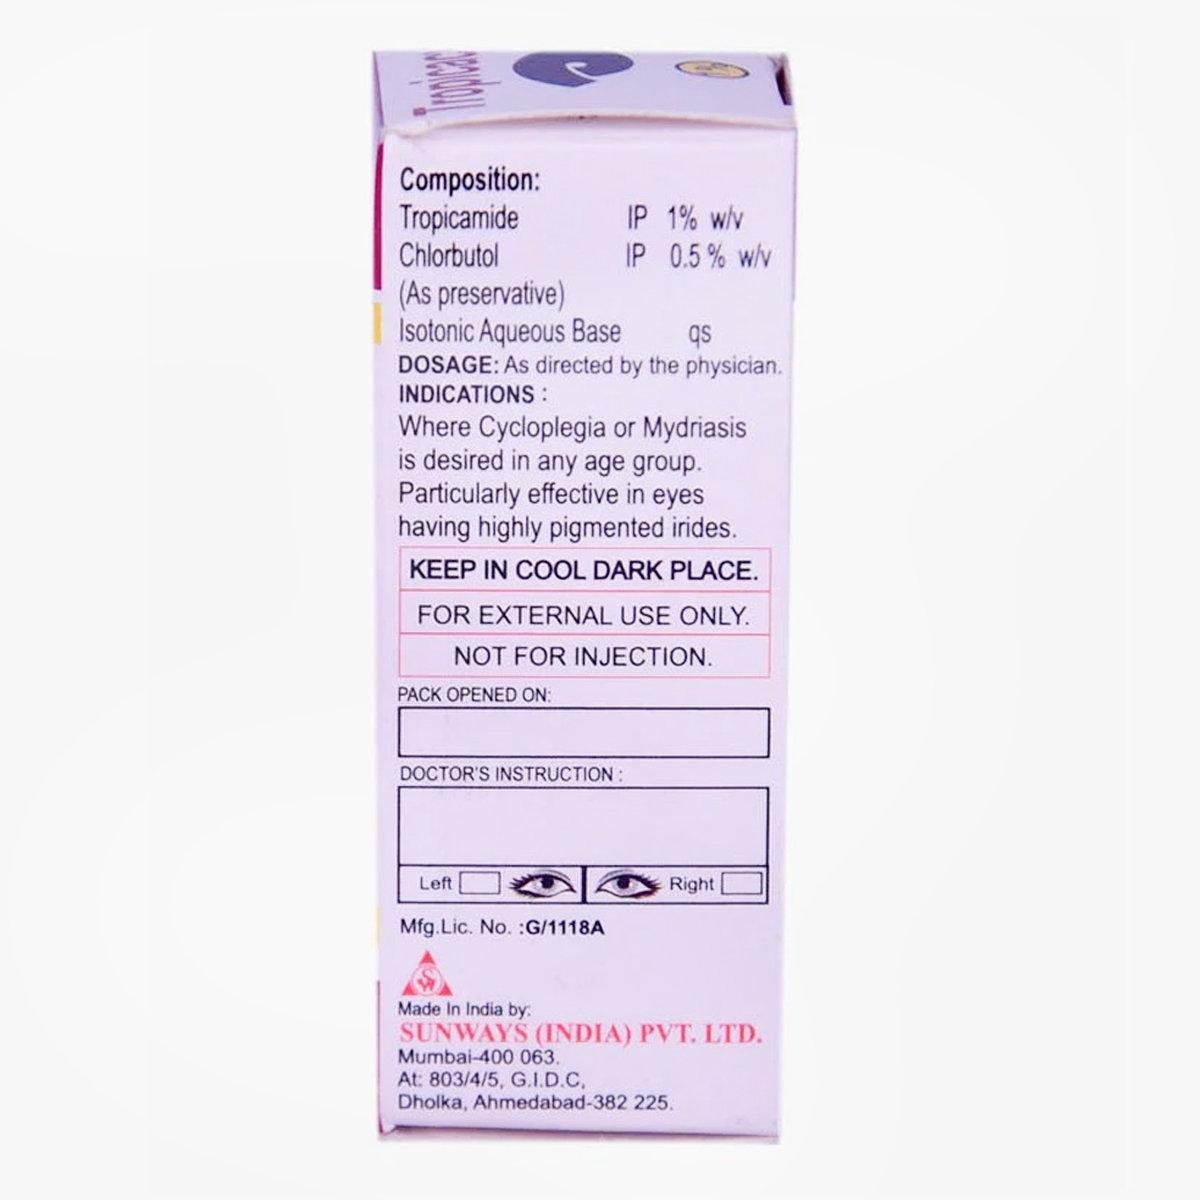 Composition:
Tropicamide IP 1% w/v
Chlorbutol IP 0.5 % w/v
(As preservative)
Isotonic Aqueous Base qs
DOSAGE: As directed by the physician.
INDICATIONS :
Where Cycloplegia or Mydriasis
is desired in any age group.
Particularly effective in eyes
having highly pigmented irides.
KEEP IN COOL DARK PLACE.
FOR EXTERNAL USE ONLY.
NOT FOR INJECTION.
PACK OPENED ON:
DOCTOR'S INSTRUCTION :
Left Right
Mfg.Lic. No. :G/1118A
Made In India by:
SUNWAYS (INDIA) PVT. LTD.
Mumbai-400 063.
At: 803/4/5, G.I.D.C,
Dholka, Ahmedabad-382 225.